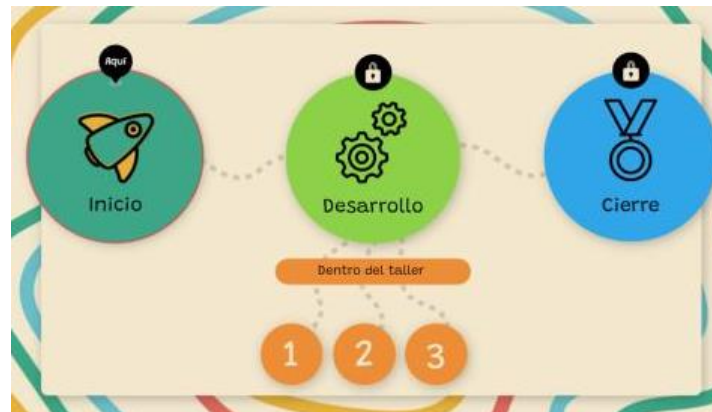 Aquí
Inicio
Desarrollo
Cierre
Dentro del taller
1
2
3